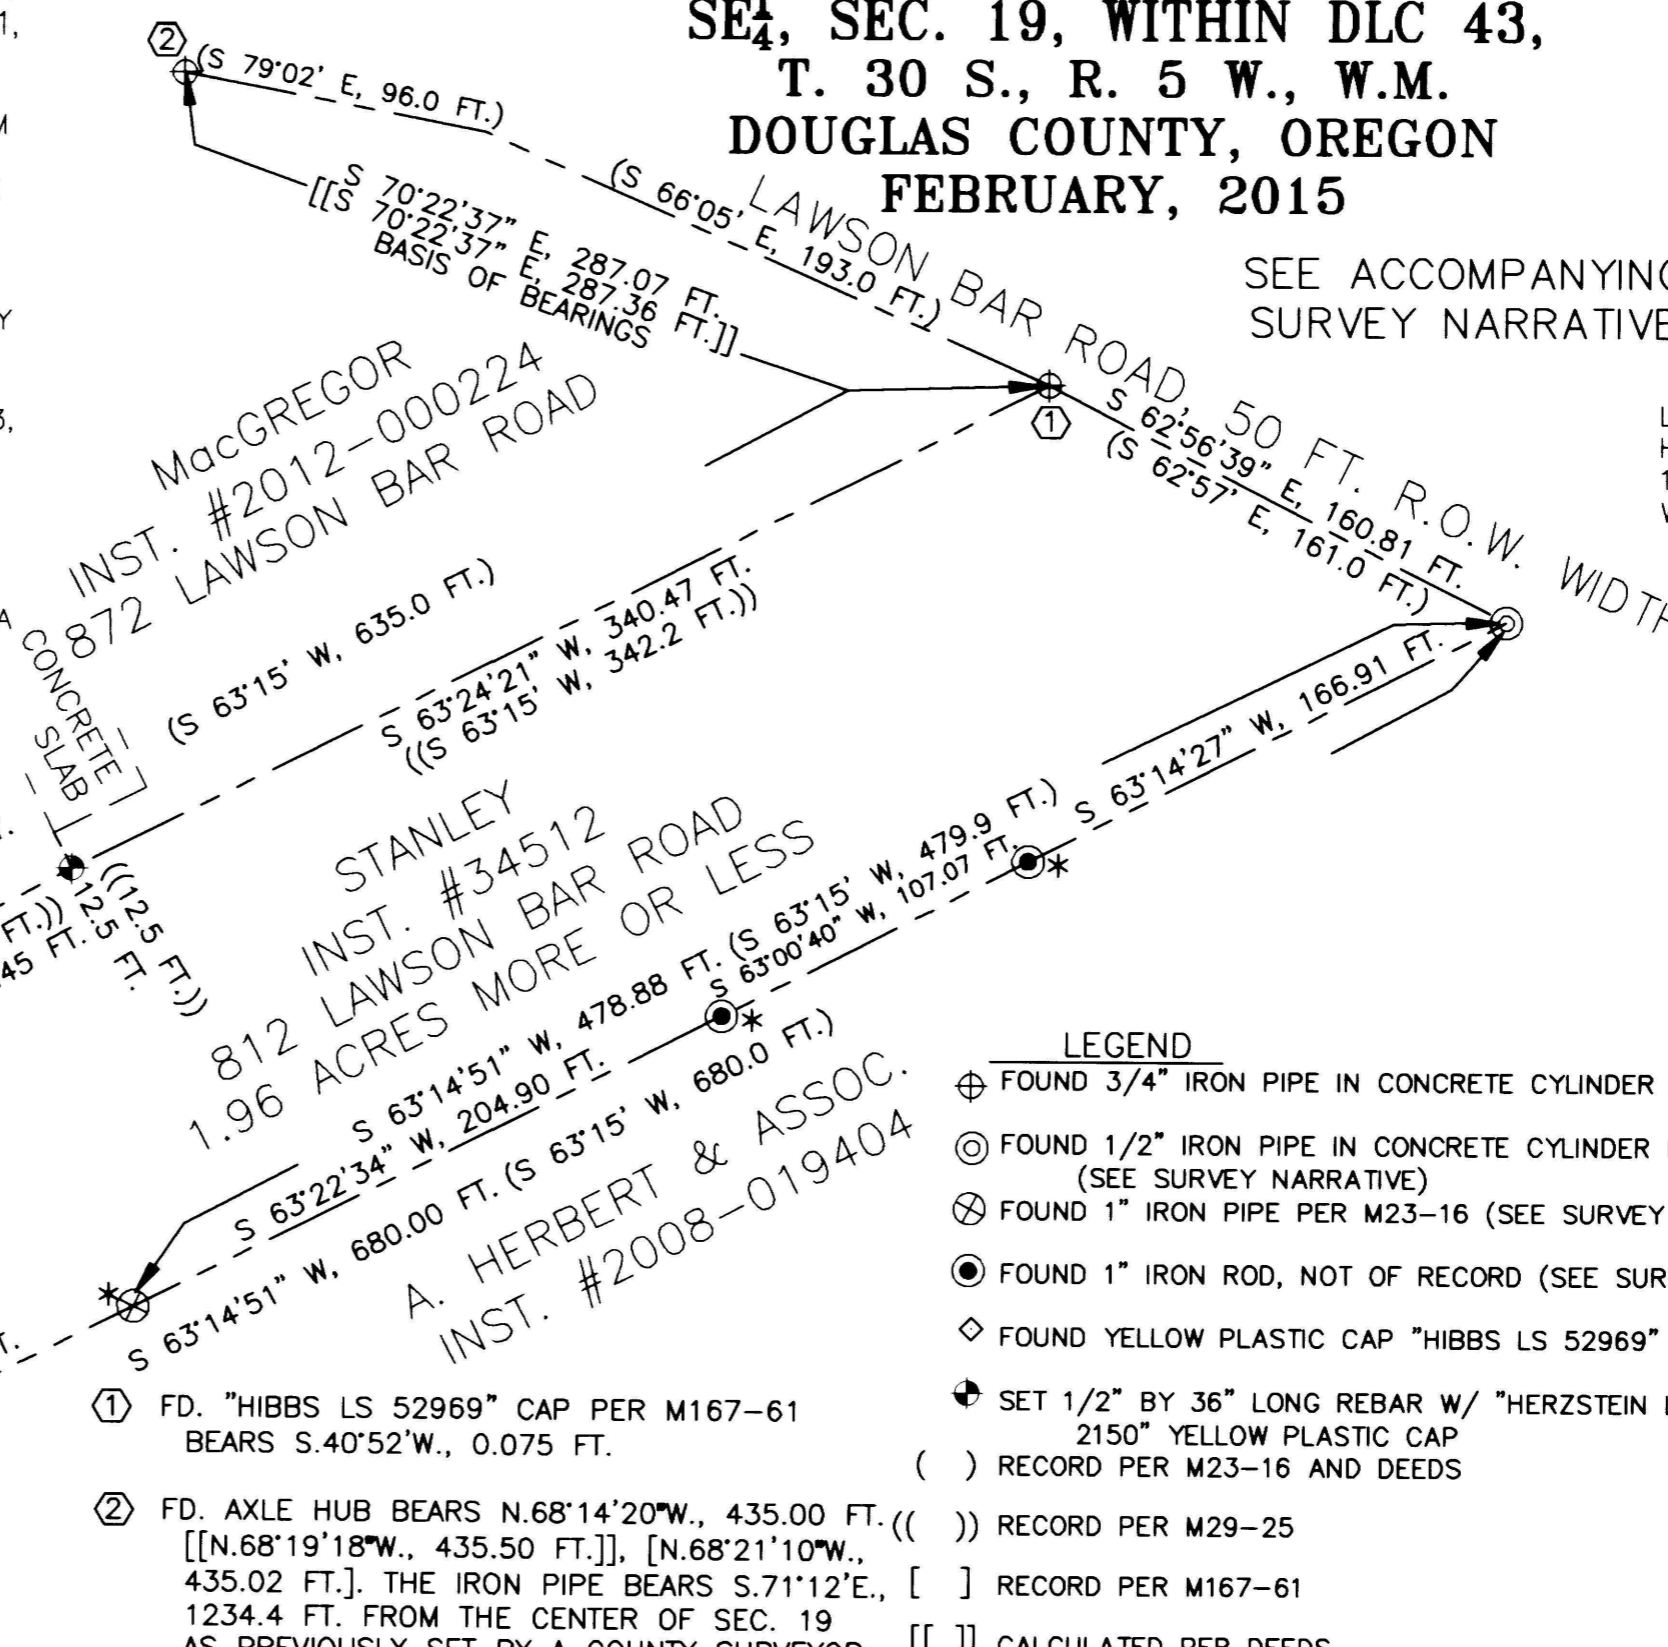 SE¼, SEC. 19, WITHIN DLC 43,
T. 30 S., R. 5 W., W.M.
DOUGLAS COUNTY, OREGON
FEBRUARY, 2015
SEE ACCOMPANYING
SURVEY NARRATIVE
2
(S 79°02' E, 96.0 FT.)
(S 66°05' E, 193.0 FT.)
S 70°22'37" E, 287.07 FT.
[[S 70°22'37" E, 287.36 FT.]]
BASIS OF BEARINGS
LAWSON BAR ROAD, 50 FT. R.O.W. WIDTH
1
S 62°56'39" E, 160.81 FT.
(S 62°57' E, 161.0 FT.)
MacGREGOR
INST. #2012-000224
872 LAWSON BAR ROAD
CONCRETE
SLAB
(S 63°15' W, 635.0 FT.)
S 63°24'21" W, 340.47 FT.
((S 63°15' W, 342.2 FT.))
((12.5 FT.))
12.5 FT.
FT.))
45 FT.
STANLEY
INST. #34512
812 LAWSON BAR ROAD
1.96 ACRES MORE OR LESS
S 63°14'27" W, 166.91 FT.
S 63°14'51" W, 478.88 FT. (S 63°15' W, 479.9 FT.)
S 63°00'40" W, 107.07 FT.
*
*
S 63°22'34" W, 204.90 FT.
*
S 63°14'51" W, 680.00 FT. (S 63°15' W, 680.0 FT.)
A. HERBERT & ASSOC.
INST. #2008-019404
1 FD. "HIBBS LS 52969" CAP PER M167-61
BEARS S.40°52'W., 0.075 FT.
2 FD. AXLE HUB BEARS N.68°14'20"W., 435.00 FT.
[[N.68°19'18"W., 435.50 FT.]], [N.68°21'10"W.,
435.02 FT.]. THE IRON PIPE BEARS S.71°12'E.,
1234.4 FT. FROM THE CENTER OF SEC. 19
AS PREVIOUSLY SET BY A COUNTY SURVEYOR
LEGEND
FOUND 3/4" IRON PIPE IN CONCRETE CYLINDER
FOUND 1/2" IRON PIPE IN CONCRETE CYLINDER
(SEE SURVEY NARRATIVE)
FOUND 1" IRON PIPE PER M23-16 (SEE SURVEY
FOUND 1" IRON ROD, NOT OF RECORD (SEE SUR
FOUND YELLOW PLASTIC CAP "HIBBS LS 52969"
SET 1/2" BY 36" LONG REBAR W/ "HERZSTEIN
2150" YELLOW PLASTIC CAP
( ) RECORD PER M23-16 AND DEEDS
(( )) RECORD PER M29-25
[ ] RECORD PER M167-61
[[ ]] CALCULATED PER DEEDS